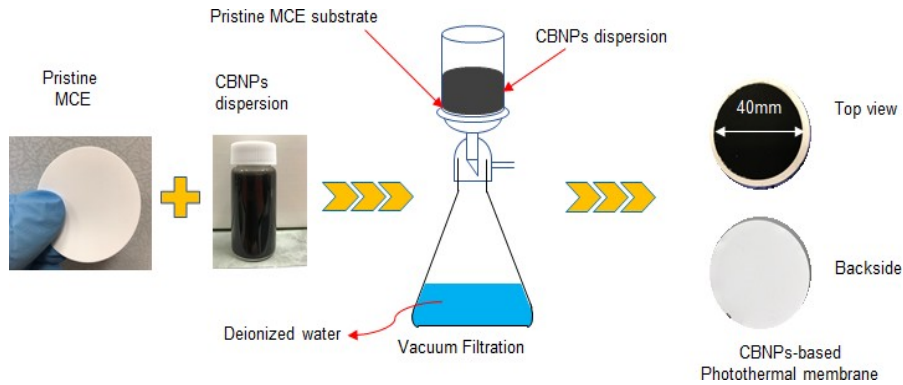 Pristine
MCE
CBNPs
dispersion
Pristine MCE substrate
CBNPs dispersion
Deionized water
Vacuum Filtration
40mm
Top view
Backside
CBNPs-based
Photothermal membrane